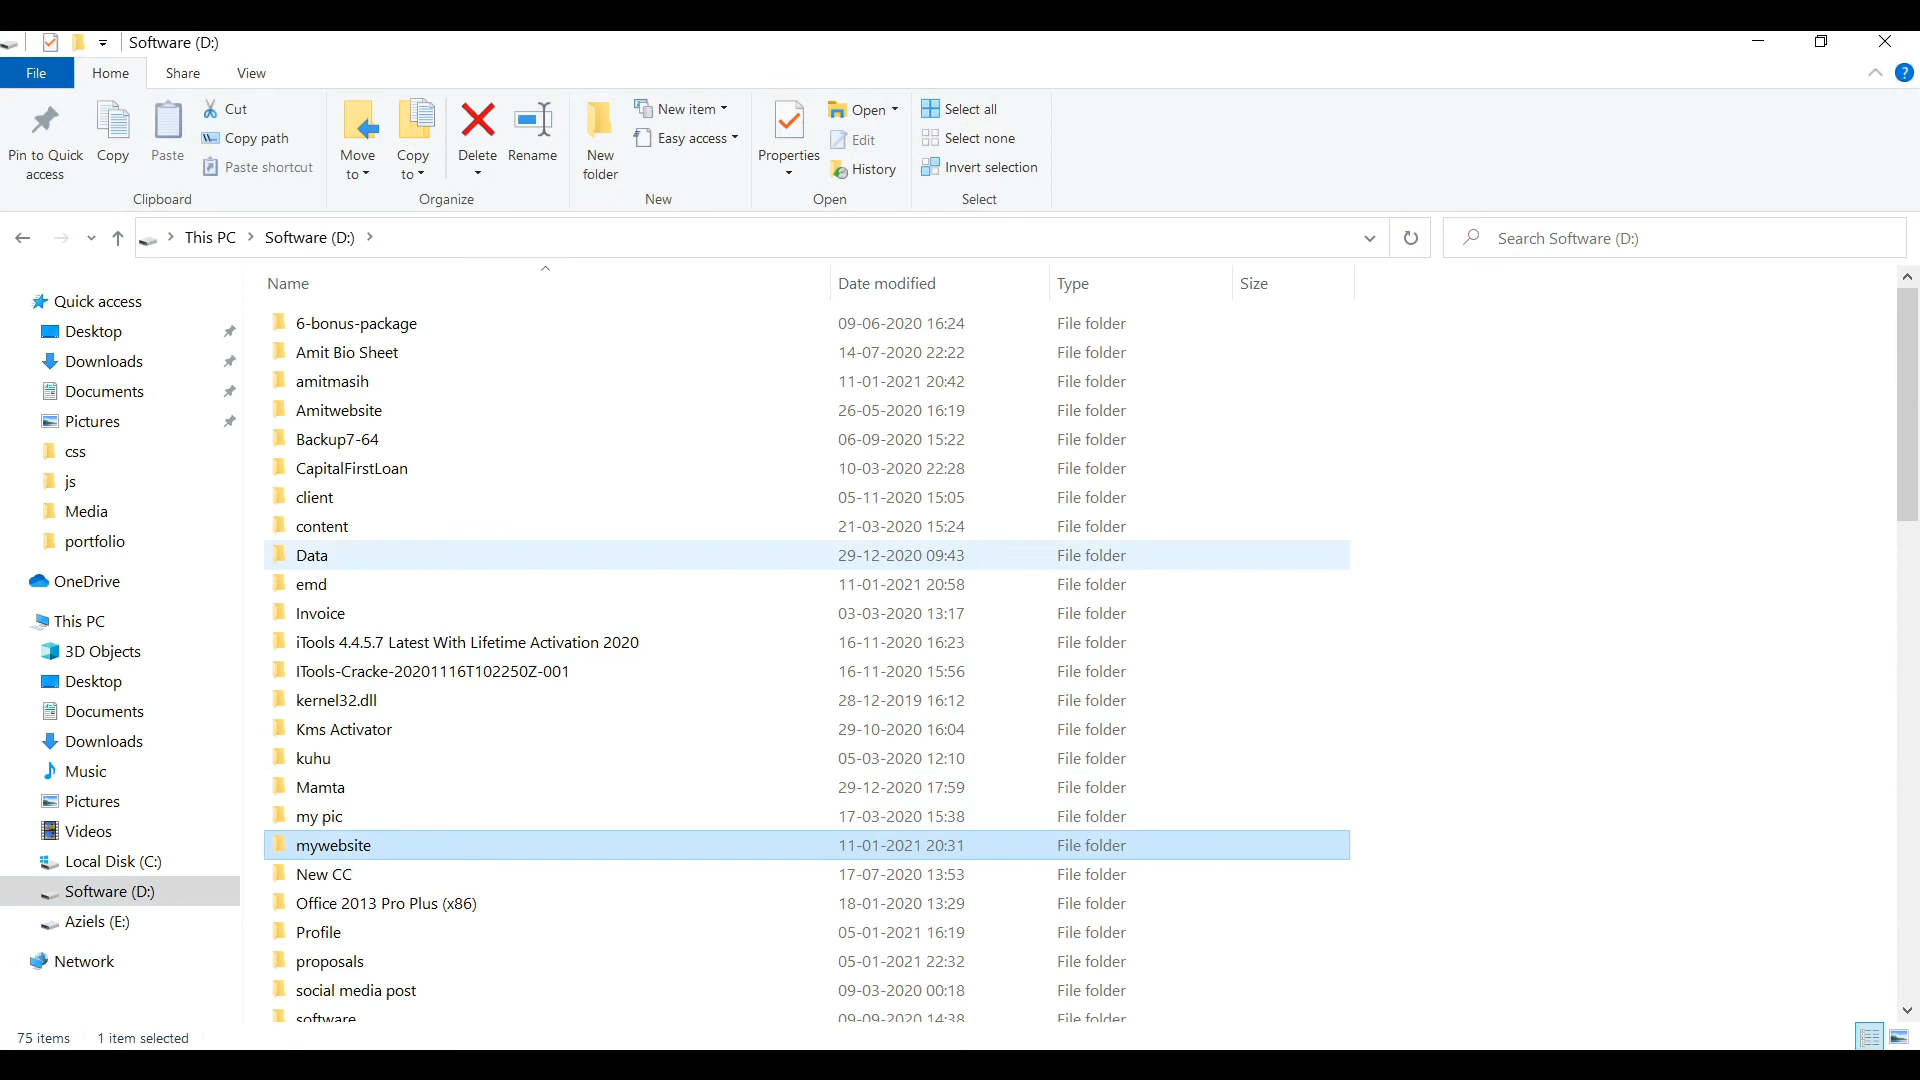 Software (D:)
File Home Share View
Pin to Quick access
Copy
Paste
Cut
Copy path
Paste shortcut
Clipboard
Move to
Copy to
Delete
Rename
Organize
New folder
New item
Easy access
New
Properties
Open
Edit
History
Open
Select all
Select none
Invert selection
Select
This PC Software (D:)
Search Software (D:)
Quick access
Desktop
Downloads
Documents
Pictures
css
js
Media
portfolio
OneDrive
This PC
3D Objects
Desktop
Documents
Downloads
Music
Pictures
Videos
Local Disk (C:)
Software (D:)
Aziels (E:)
Network
Name Date modified Type Size
6-bonus-package 09-06-2020 16:24 File folder
Amit Bio Sheet 14-07-2020 22:22 File folder
amitmasih 11-01-2021 20:42 File folder
Amitwebsite 26-05-2020 16:19 File folder
Backup7-64 06-09-2020 15:22 File folder
CapitalFirstLoan 10-03-2020 22:28 File folder
client 05-11-2020 15:05 File folder
content 21-03-2020 15:24 File folder
Data 29-12-2020 09:43 File folder
emd 11-01-2021 20:58 File folder
Invoice 03-03-2020 13:17 File folder
iTools 4.4.5.7 Latest With Lifetime Activation 2020 16-11-2020 16:23 File folder
ITools-Cracke-20201116T102250Z-001 16-11-2020 15:56 File folder
kernel32.dll 28-12-2019 16:12 File folder
Kms Activator 29-10-2020 16:04 File folder
kuhu 05-03-2020 12:10 File folder
Mamta 29-12-2020 17:59 File folder
my pic 17-03-2020 15:38 File folder
mywebsite 11-01-2021 20:31 File folder
New CC 17-07-2020 13:53 File folder
Office 2013 Pro Plus (x86) 18-01-2020 13:29 File folder
Profile 05-01-2021 16:19 File folder
proposals 05-01-2021 22:32 File folder
social media post 09-03-2020 00:18 File folder
software 09-09-2020 14:38 File folder
75 items 1 item selected